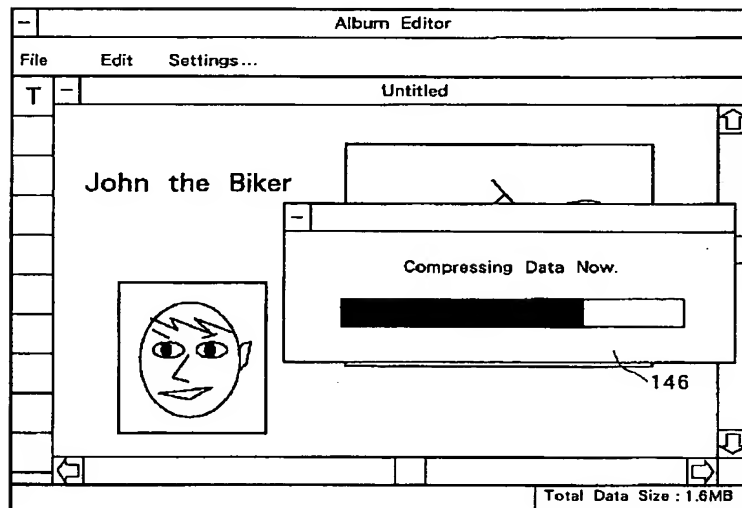 Album Editor
File Edit Settings...
T
Untitled
John the Biker
Compressing Data Now.
146
Total Data Size : 1.6MB